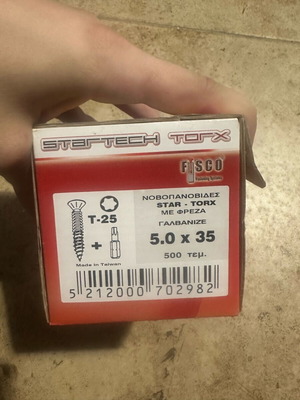 STARTECH TORX
FISCO
ΝΟΒΟΠΑΝΟΒΙΔΕΣ
STAR - TORX
ΜΕ ΦΡΕΖΑ
ΓΑΛΒΑΝΙΖΕ
T-25
5.0 x 35
500 τεμ.
Made in Taiwan
5 212000 702982